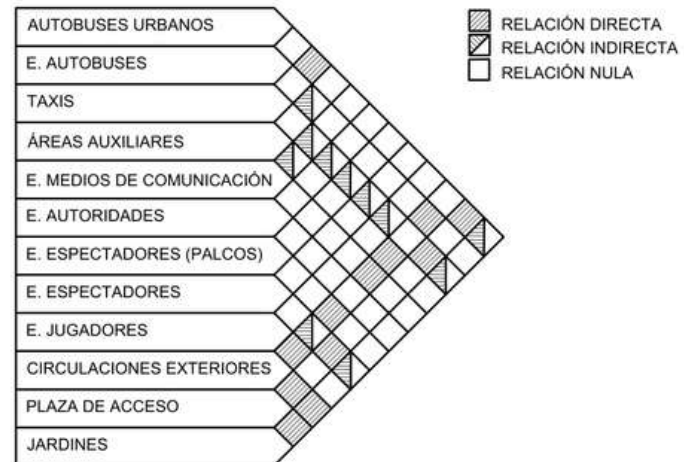 AUTOBUSES URBANOS
E. AUTOBUSES
TAXIS
ÁREAS AUXILIARES
E. MEDIOS DE COMUNICACIÓN
E. AUTORIDADES
E. ESPECTADORES (PALCOS)
E. ESPECTADORES
E. JUGADORES
CIRCULACIONES EXTERIORES
PLAZA DE ACCESO
JARDINES
RELACIÓN DIRECTA
RELACIÓN INDIRECTA
RELACIÓN NULA